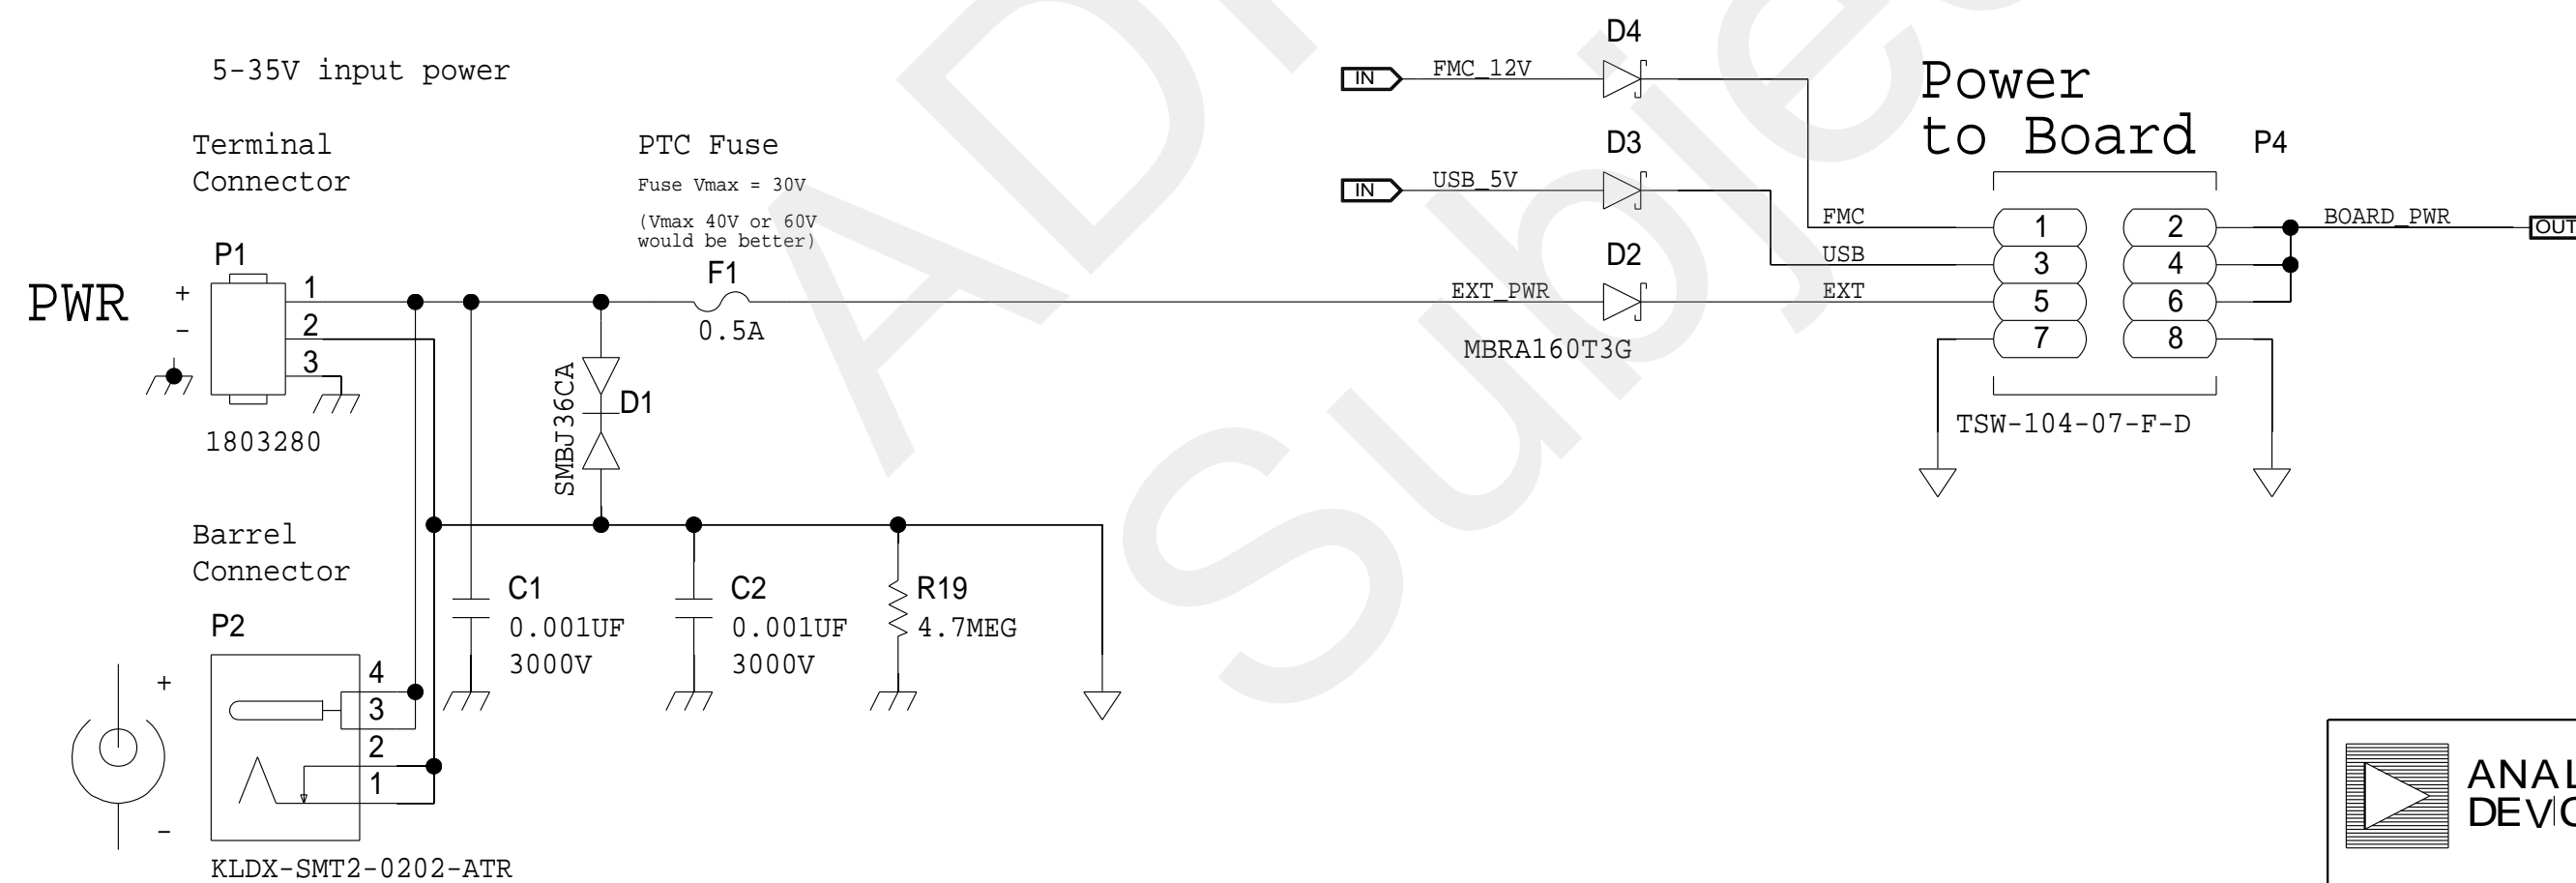 5-35V input power
Terminal
Connector
PTC Fuse
Fuse Vmax = 30V
(Vmax 40V or 60V
would be better)
PWR
+
-
P1
1
2
3
1803280
F1
0.5A
SMBJ36CA
D1
Barrel
Connector
P2
+
-
4
3
2
1
KLDX-SMT2-0202-ATR
C1
0.001UF
3000V
C2
0.001UF
3000V
R19
4.7MEG
D4
IN
FMC_12V
D3
IN
USB_5V
D2
EXT_PWR
MBRA160T3G
Power
to Board
P4
FMC
USB
EXT
1 2
3 4
5 6
7 8
TSW-104-07-F-D
BOARD_PWR
OUT
ANAL
DEVIC
AD
Subje